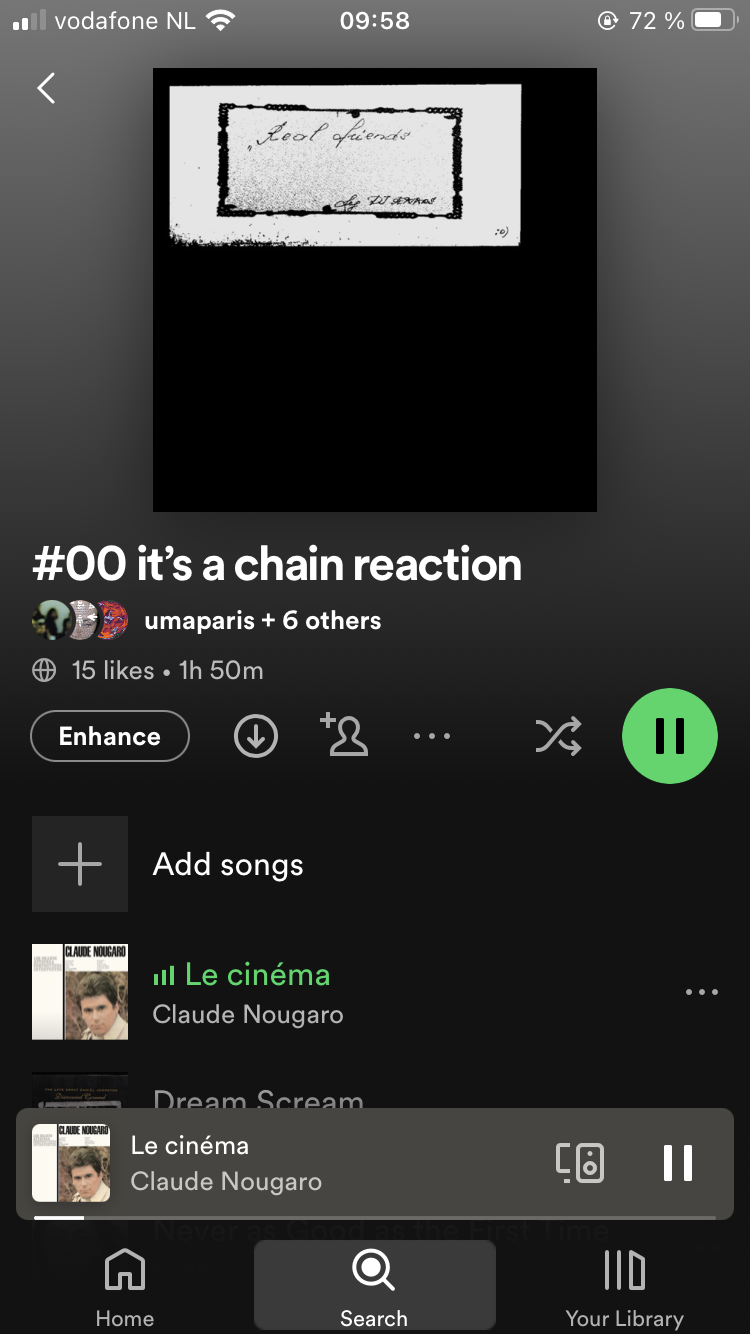 vodafone NL
09:58
72 %
„Real friends
by DJ
:o)
#00 it’s a chain reaction
umaparis + 6 others
15 likes • 1h 50m
Enhance
Add songs
CLAUDE NOUGARO
Le cinéma
Claude Nougaro
Dream Scream
CLAUDE NOUGARO
Le cinéma
Claude Nougaro
Never as Good as the First Time
Home
Search
Your Library